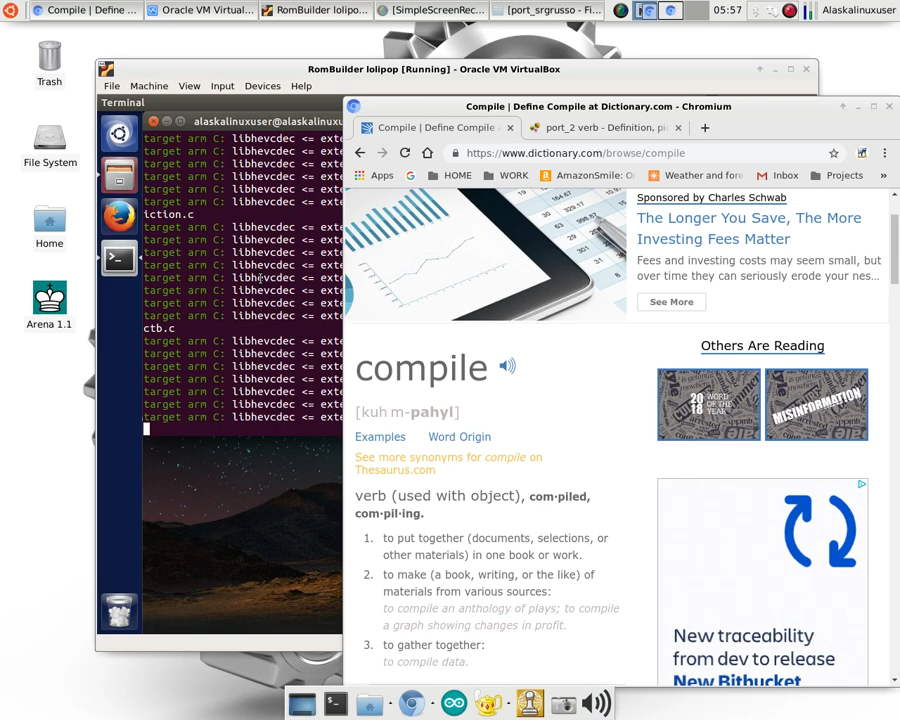 Compile | Define ...
Oracle VM Virtual...
RomBuilder lolipo...
[SimpleScreenRec...
[port_srgrusso - Fi...
05:57
Alaskalinuxuser
Trash
File System
Home
Arena 1.1
RomBuilder lolipop [Running] - Oracle VM VirtualBox
File Machine View Input Devices Help
Terminal
alaskalinuxuser@alaskalinuxu
target arm C: libhevcdec <= exte
target arm C: libhevcdec <= exte
target arm C: libhevcdec <= exte
target arm C: libhevcdec <= exte
target arm C: libhevcdec <= exte
target arm C: libhevcdec <= exte
iction.c
target arm C: libhevcdec <= exte
target arm C: libhevcdec <= exte
target arm C: libhevcdec <= exte
target arm C: libhevcdec <= exte
target arm C: libhevcdec <= exte
target arm C: libhevcdec <= exte
target arm C: libhevcdec <= exte
target arm C: libhevcdec <= exte
ctb.c
target arm C: libhevcdec <= exte
target arm C: libhevcdec <= exte
target arm C: libhevcdec <= exte
target arm C: libhevcdec <= exte
target arm C: libhevcdec <= exte
target arm C: libhevcdec <= exte
target arm C: libhevcdec <= exte
Compile | Define Compile at Dictionary.com - Chromium
Compile | Define Compile
port_2 verb - Definition, pi
https://www.dictionary.com/browse/compile
Apps G HOME WORK AmazonSmile: Weather and fore Inbox Projects »
Sponsored by Charles Schwab
The Longer You Save, The More
Investing Fees Matter
Fees and investing costs may seem small, but
over time they can seriously erode your nes...
See More
compile
[kuh m-pahyl]
Examples Word Origin
See more synonyms for compile on
Thesaurus.com
verb (used with object), com·piled,
com·pil·ing.
1. to put together (documents, selections, or
other materials) in one book or work.
2. to make (a book, writing, or the like) of
materials from various sources:
to compile an anthology of plays; to compile
a graph showing changes in profit.
3. to gather together:
to compile data.
Others Are Reading
2018 WORD OF THE YEAR
MISINFORMATION
New traceability
from dev to release
New Bitbucket